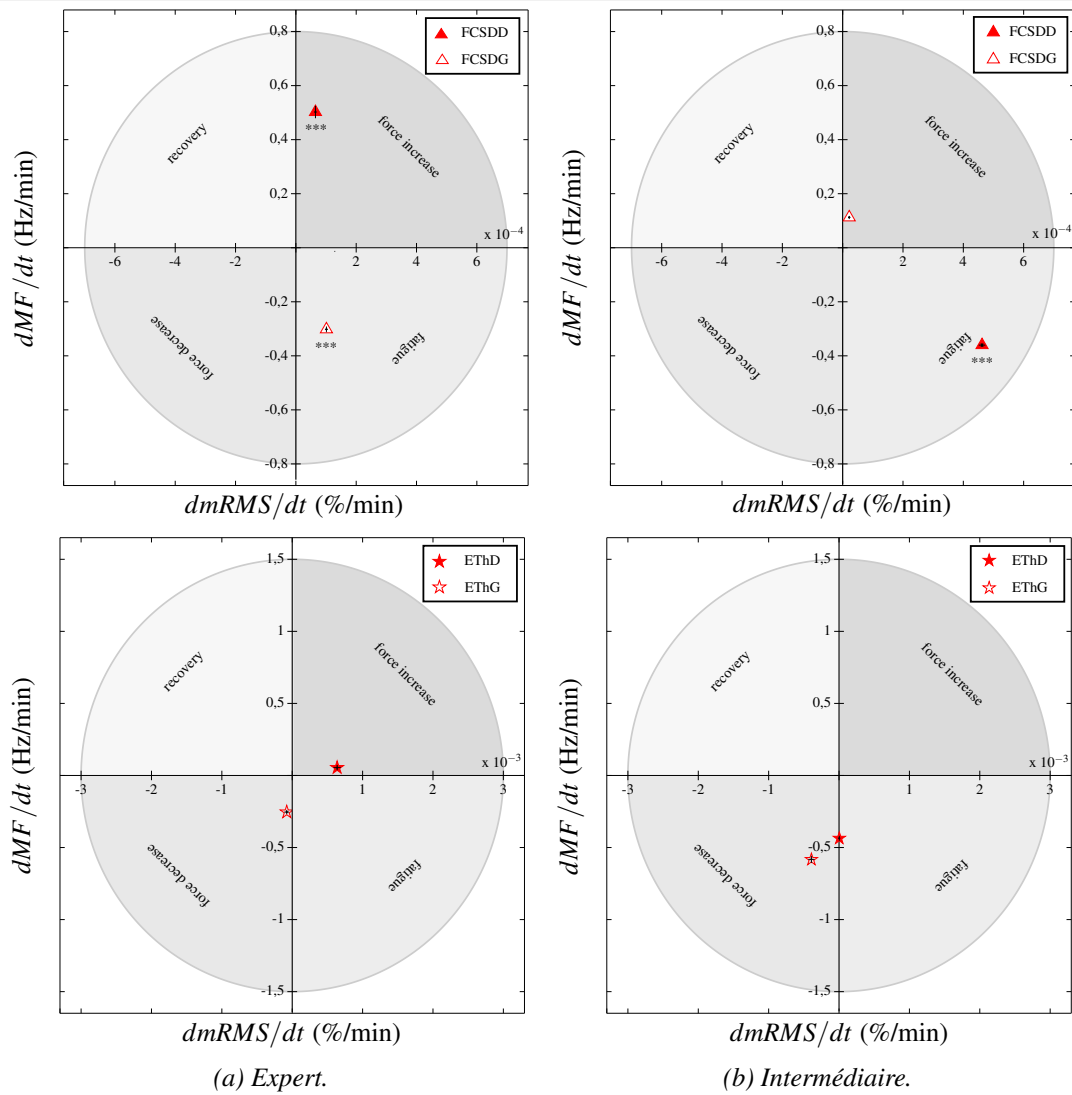 0,8
FCSDD
FCSDG
0,6
0,4
0,2
-0,2
-0,4
-0,6
-0,8
-6
-4
-2
2
4
6
x 10⁻⁴
recovery
force increase
force decrease
fatigue
***
***
dMF/dt (Hz/min)
dmRMS/dt (%/min)
0,8
FCSDD
FCSDG
0,6
0,4
0,2
-0,2
-0,4
-0,6
-0,8
-6
-4
-2
2
4
6
x 10⁻⁴
recovery
force increase
force decrease
fatigue
***
dMF/dt (Hz/min)
dmRMS/dt (%/min)
1,5
EThD
EThG
1
0,5
-0,5
-1
-1,5
-3
-2
-1
1
2
3
x 10⁻³
recovery
force increase
force decrease
fatigue
dMF/dt (Hz/min)
dmRMS/dt (%/min)
(a) Expert.
1,5
EThD
EThG
1
0,5
-0,5
-1
-1,5
-3
-2
-1
1
2
3
x 10⁻³
recovery
force increase
force decrease
fatigue
dMF/dt (Hz/min)
dmRMS/dt (%/min)
(b) Intermédiaire.